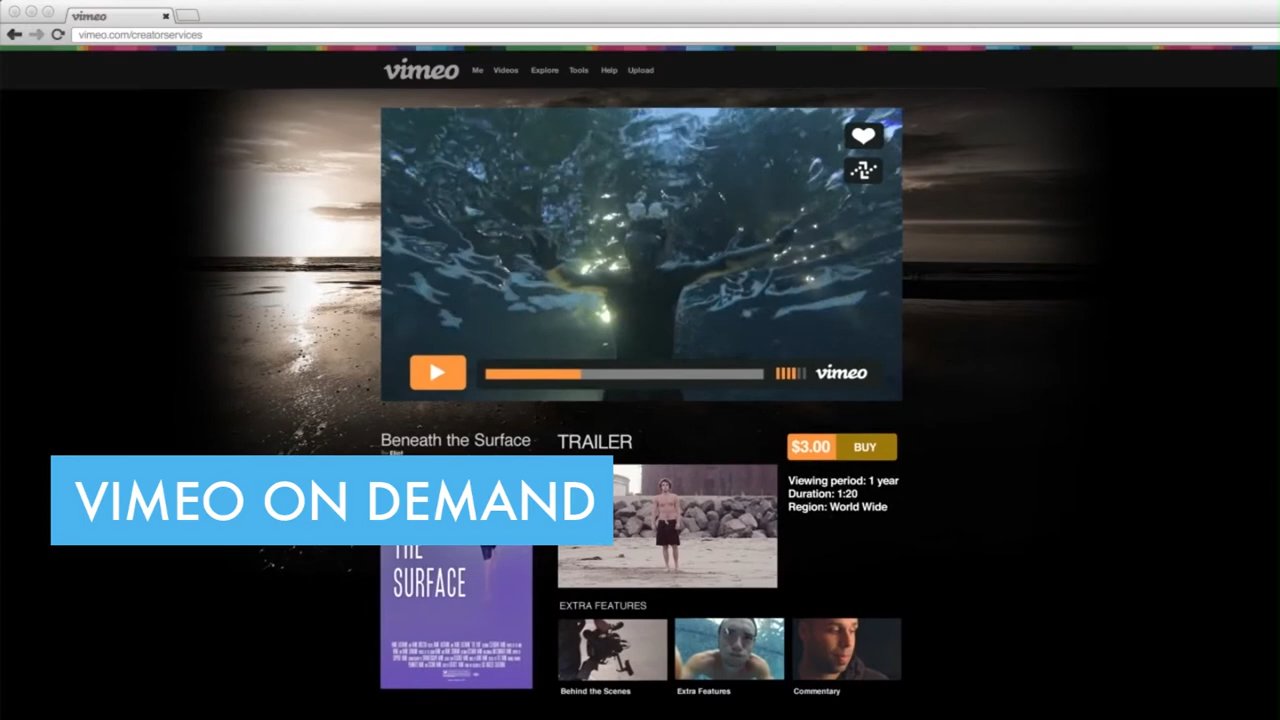 vimeo
vimeo.com/creatorservices
vimeo Me Videos Explore Tools Help Upload
vimeo
Beneath the Surface
TRAILER
$3.00 BUY
Viewing period: 1 year
Duration: 1:20
Region: World Wide
VIMEO ON DEMAND
THE
SURFACE
EXTRA FEATURES
Behind the Scenes
Extra Features
Commentary